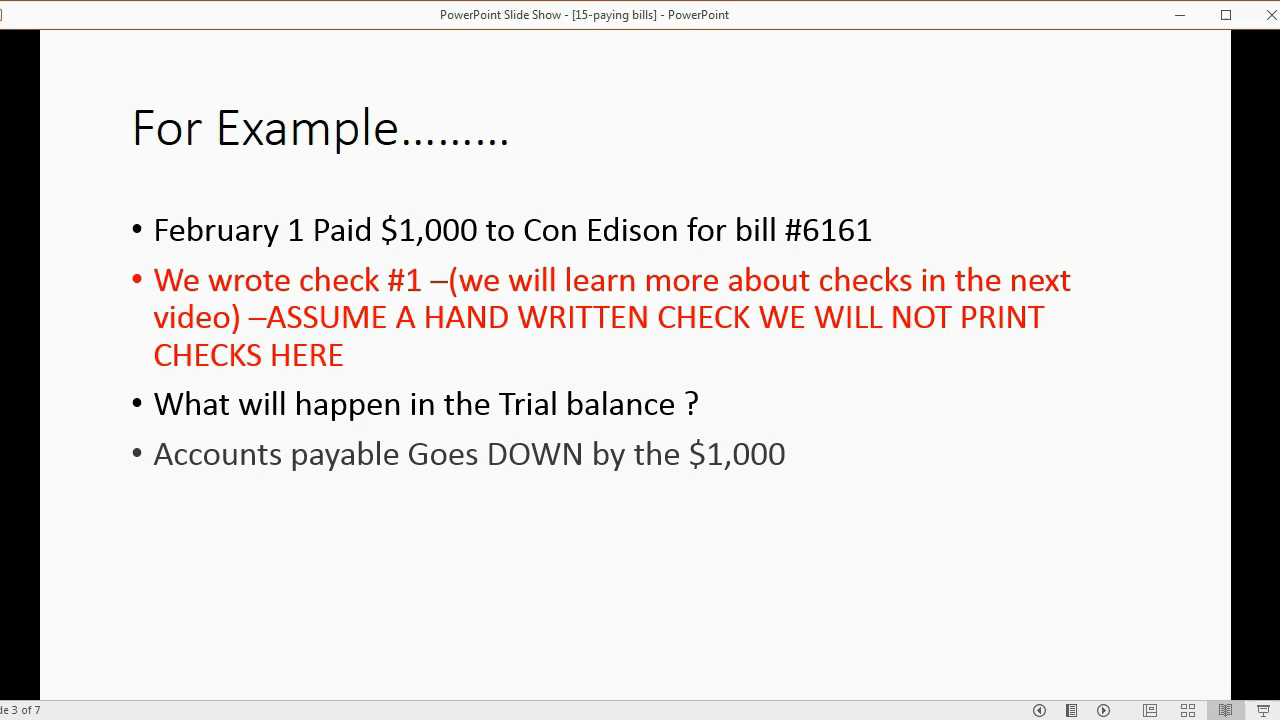 PowerPoint Slide Show - [15-paying bills] - PowerPoint
For Example.........
• February 1 Paid $1,000 to Con Edison for bill #6161
• We wrote check #1 –(we will learn more about checks in the next
video) –ASSUME A HAND WRITTEN CHECK WE WILL NOT PRINT
CHECKS HERE
• What will happen in the Trial balance ?
• Accounts payable Goes DOWN by the $1,000
de 3 of 7